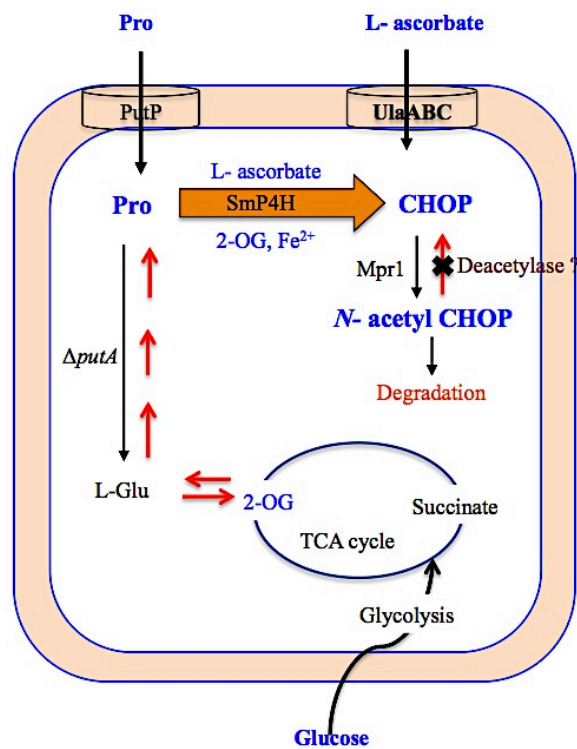 Pro
L- ascorbate
PutP
UlaABC
L- ascorbate
Pro
SmP4H
CHOP
2-OG, Fe²⁺
Mpr1
Deacetylase ?
N- acetyl CHOP
ΔputA
Degradation
L-Glu
2-OG
Succinate
TCA cycle
Glycolysis
Glucose